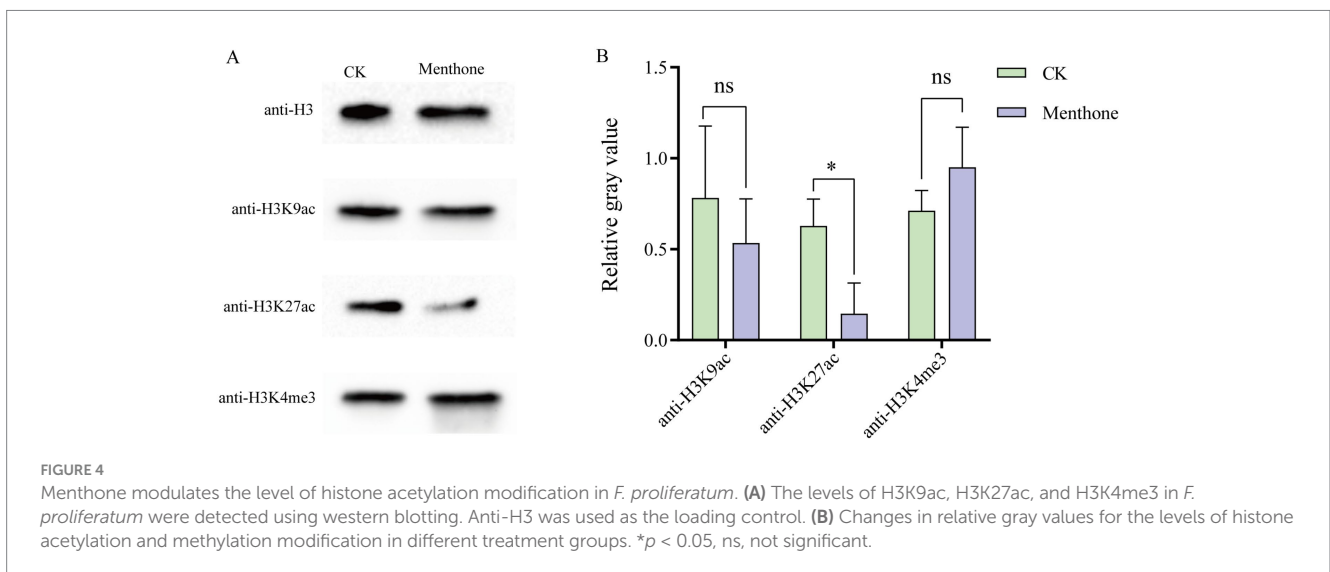 A
CK Menthone
anti-H3
anti-H3K9ac
anti-H3K27ac
anti-H3K4me3
B
Relative gray value
1.5
1.0
0.5
0.0
ns
*
ns
CK
Menthone
anti-H3K9ac
anti-H3K27ac
anti-H3K4me3
FIGURE 4
Menthone modulates the level of histone acetylation modification in F. proliferatum. (A) The levels of H3K9ac, H3K27ac, and H3K4me3 in F.
proliferatum were detected using western blotting. Anti-H3 was used as the loading control. (B) Changes in relative gray values for the levels of histone
acetylation and methylation modification in different treatment groups. *p < 0.05, ns, not significant.